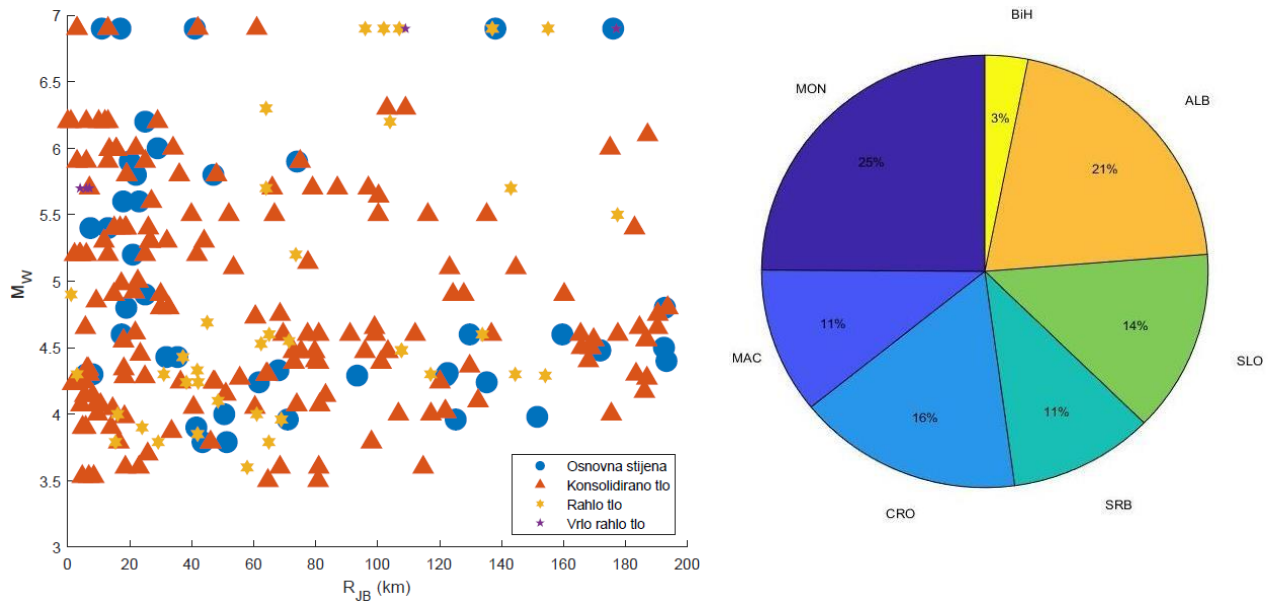 7
6.5
6
5.5
5
4.5
4
3.5
3
M_W
0 20 40 60 80 100 120 140 160 180 200
R_JB (km)
Osnovna stijena
Konsolidirano tlo
Rahlo tlo
Vrlo rahlo tlo
BiH
3%
ALB
21%
SLO
14%
SRB
11%
CRO
16%
MAC
11%
MON
25%